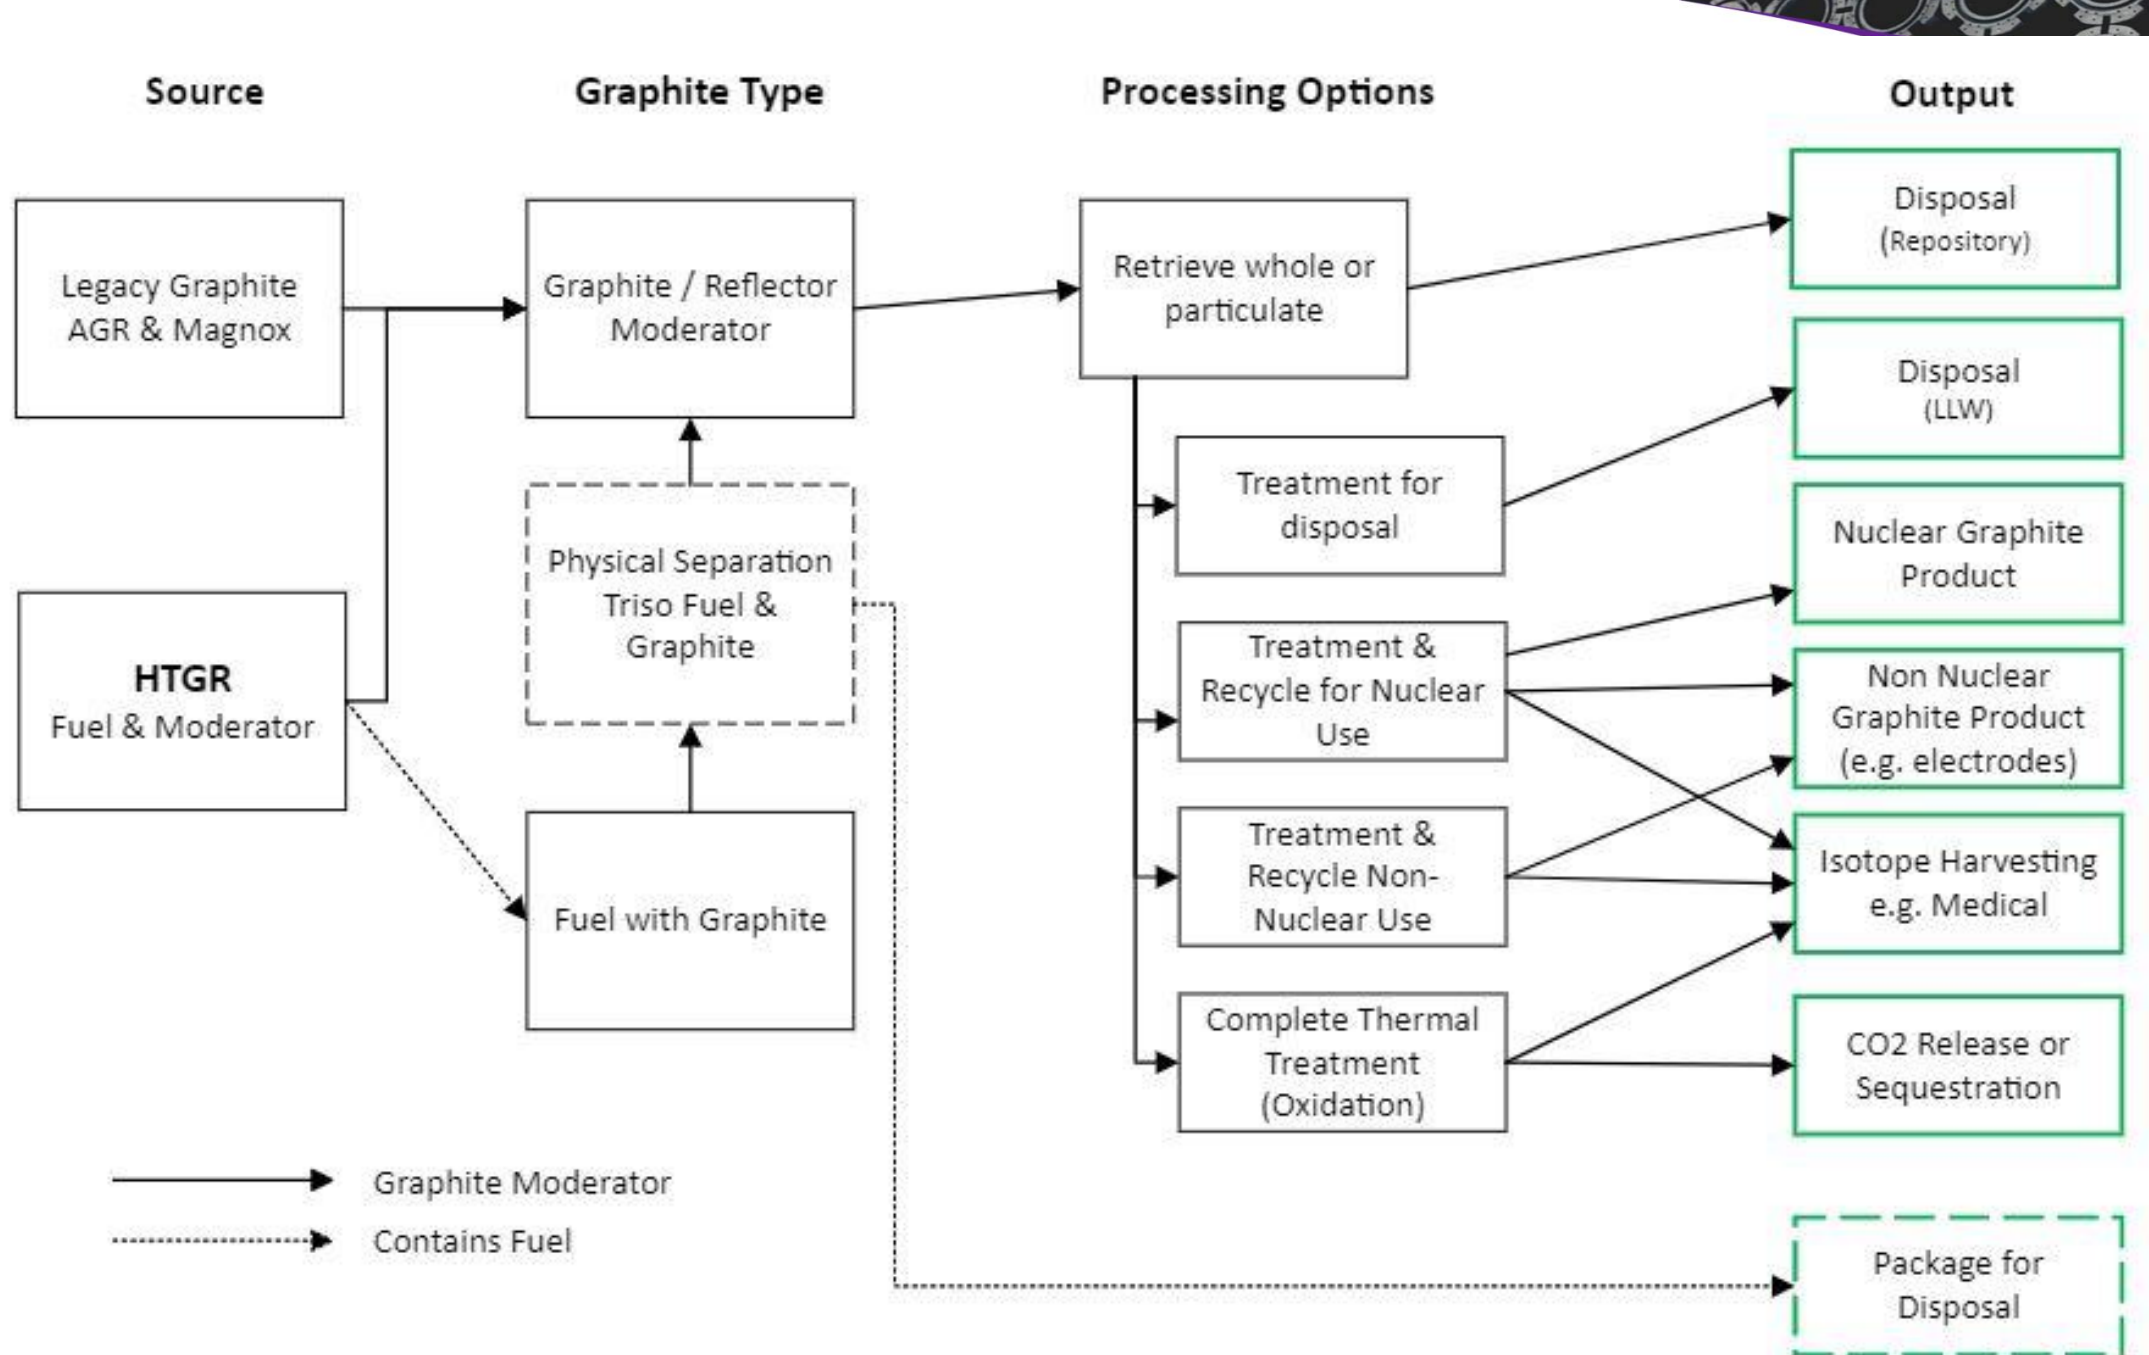 Source
Graphite Type
Processing Options
Output
Legacy Graphite
AGR & Magnox
HTGR
Fuel & Moderator
Graphite / Reflector
Moderator
Physical Separation
Triso Fuel &
Graphite
Fuel with Graphite
Retrieve whole or
particulate
Treatment for
disposal
Treatment &
Recycle for Nuclear
Use
Treatment &
Recycle Non-
Nuclear Use
Complete Thermal
Treatment
(Oxidation)
Disposal
(Repository)
Disposal
(LLW)
Nuclear Graphite
Product
Non Nuclear
Graphite Product
(e.g. electrodes)
Isotope Harvesting
e.g. Medical
CO2 Release or
Sequestration
Package for
Disposal
Graphite Moderator
Contains Fuel